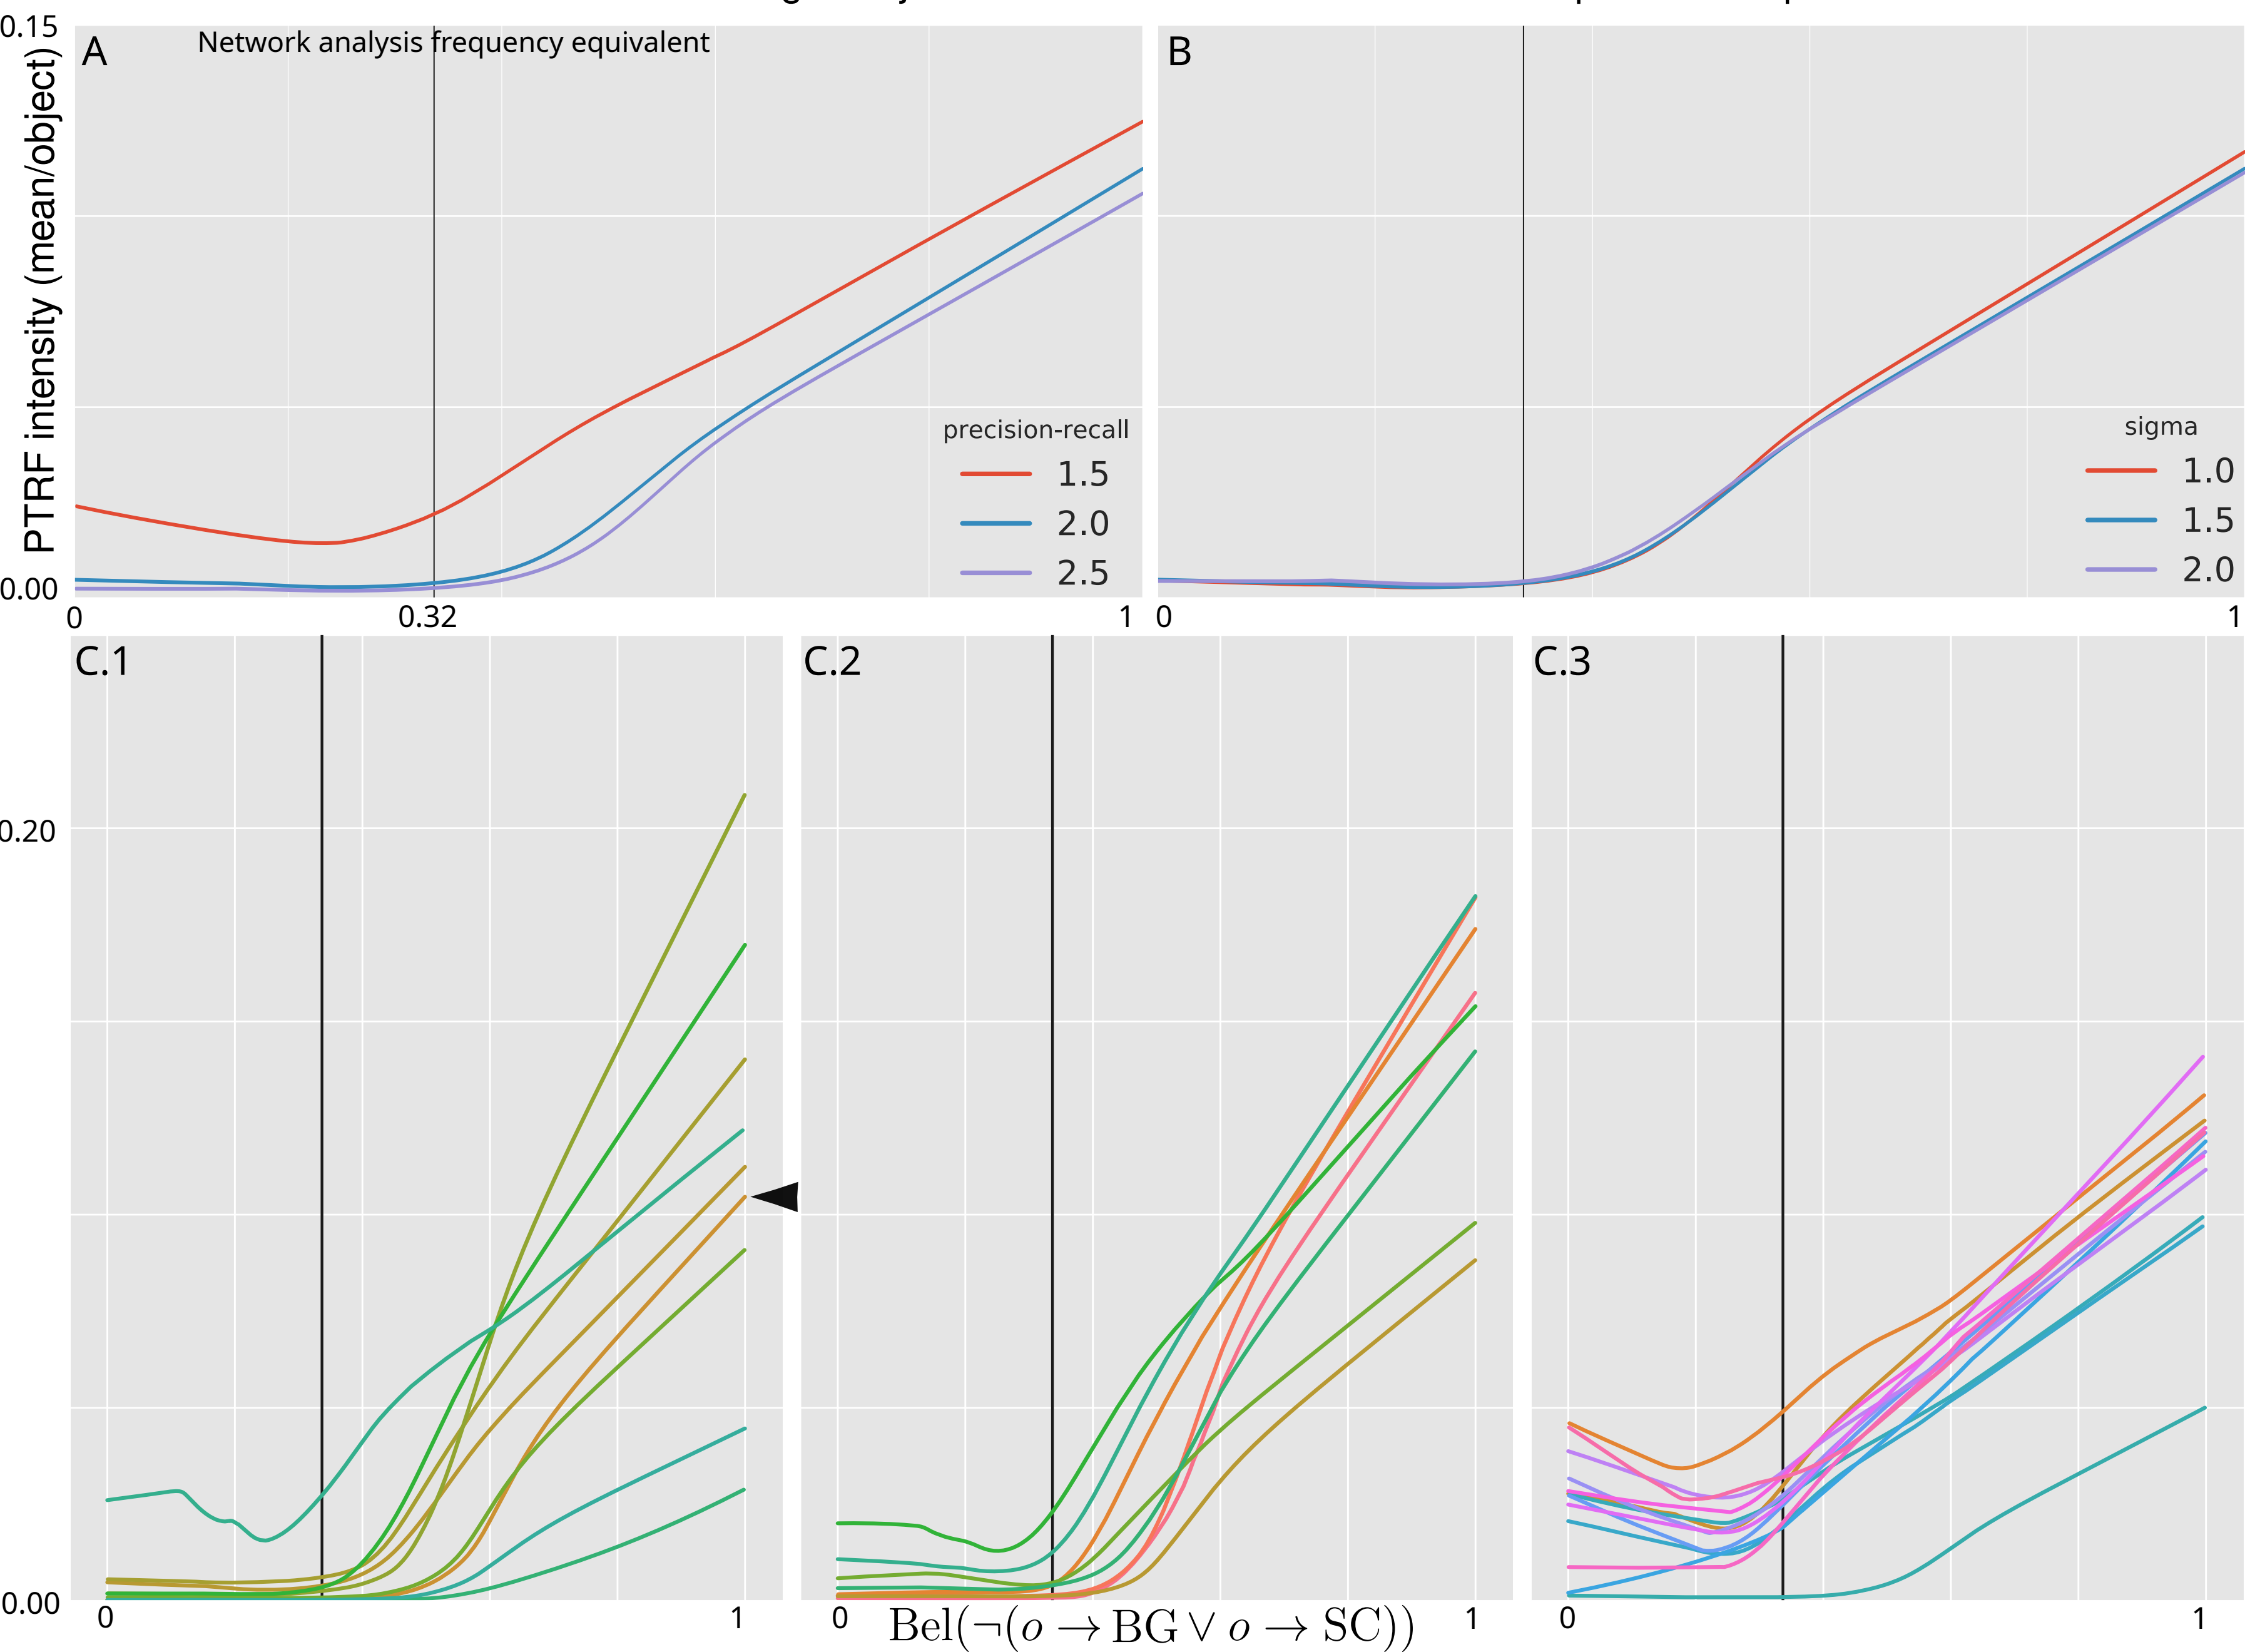 0.15
A
Network analysis frequency equivalent
B
PTRF intensity (mean/object)
precision-recall
1.5
2.0
2.5
sigma
1.0
1.5
2.0
0.00
0
0.32
1
0
1
C.1
C.2
C.3
0.20
0.00
0
1
0
Bel(¬(o → BG ∨ o → SC))
1
0
1